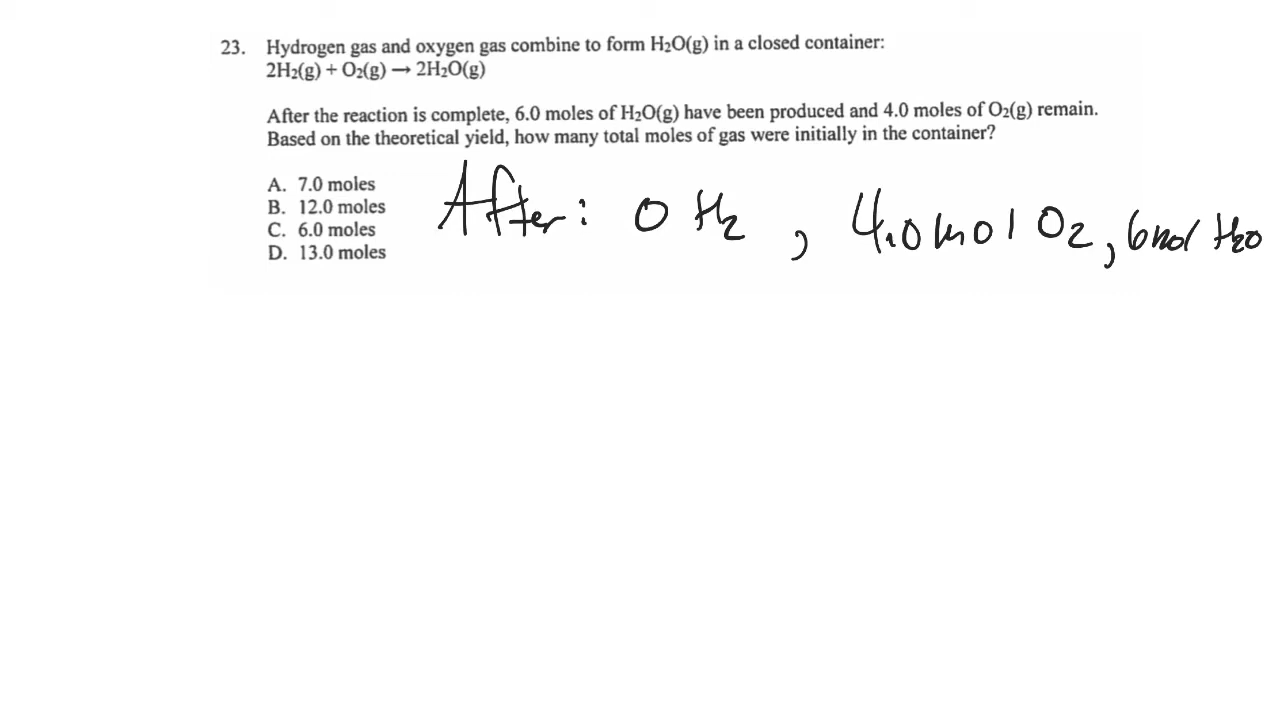 23. Hydrogen gas and oxygen gas combine to form H₂O(g) in a closed container:
2H₂(g) + O₂(g) → 2H₂O(g)
After the reaction is complete, 6.0 moles of H₂O(g) have been produced and 4.0 moles of O₂(g) remain.
Based on the theoretical yield, how many total moles of gas were initially in the container?
A. 7.0 moles
B. 12.0 moles
C. 6.0 moles
D. 13.0 moles
After: 0 H₂, 4.0 mol O₂, 6 mol H₂O